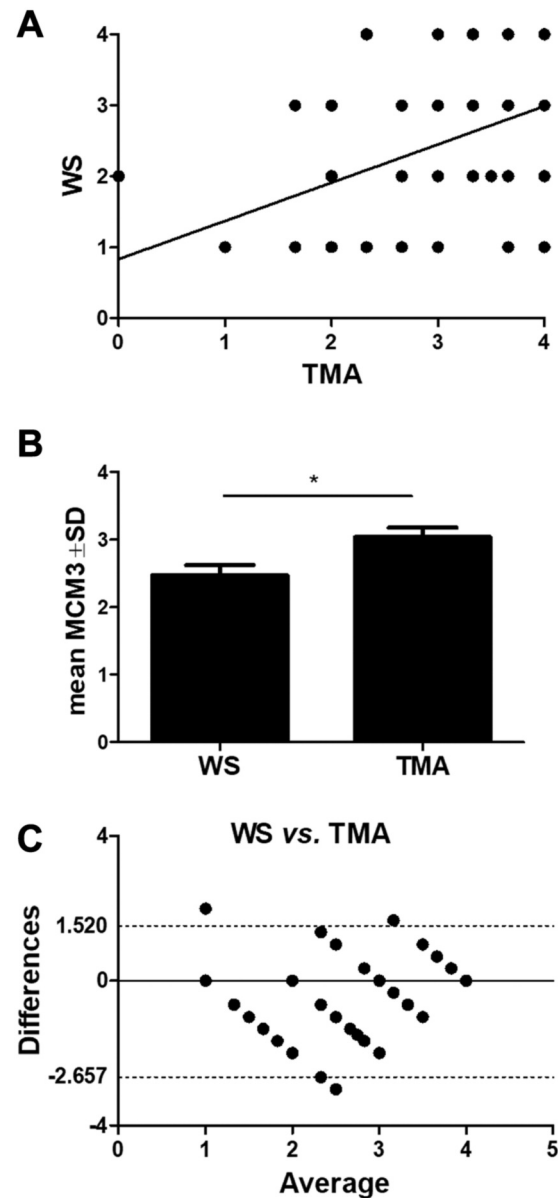 A
4
3
WS
2
1
0
0 1 2 3 4
TMA
B
4
*
3
mean MCM3±SD
2
1
0
WS TMA
C
WS vs. TMA
4
1.520
Differences
0
-2.657
-4
0 1 2 3 4 5
Average